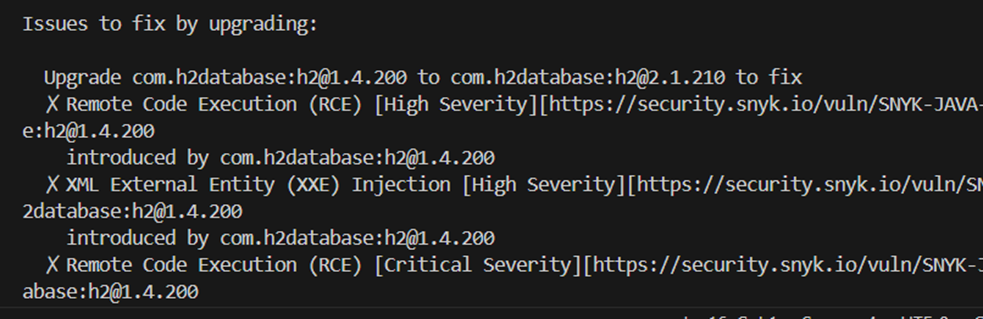 Issues to fix by upgrading:
Upgrade com.h2database:h2@1.4.200 to com.h2database:h2@2.1.210 to fix
✗ Remote Code Execution (RCE) [High Severity][https://security.snyk.io/vuln/SNYK-JAVA-
e:h2@1.4.200
introduced by com.h2database:h2@1.4.200
✗ XML External Entity (XXE) Injection [High Severity][https://security.snyk.io/vuln/SN
2database:h2@1.4.200
introduced by com.h2database:h2@1.4.200
✗ Remote Code Execution (RCE) [Critical Severity][https://security.snyk.io/vuln/SNYK-J
abase:h2@1.4.200